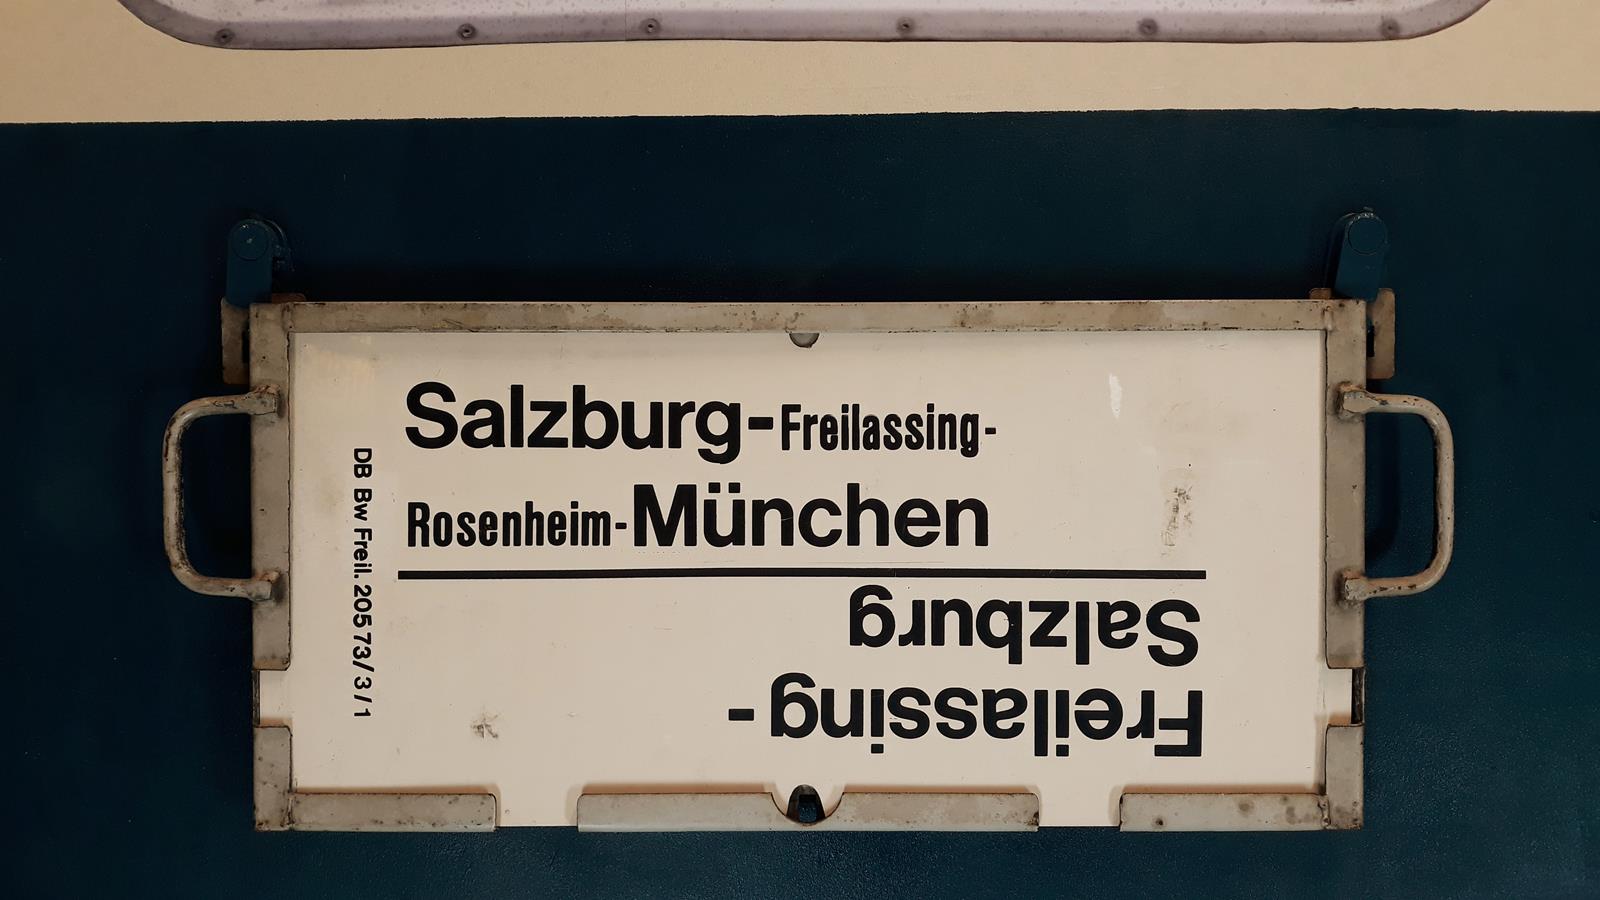 Salzburg-Freilassing-
Rosenheim-München
Freilassing-
Salzburg
DB Bw Freil. 205 73/3/1